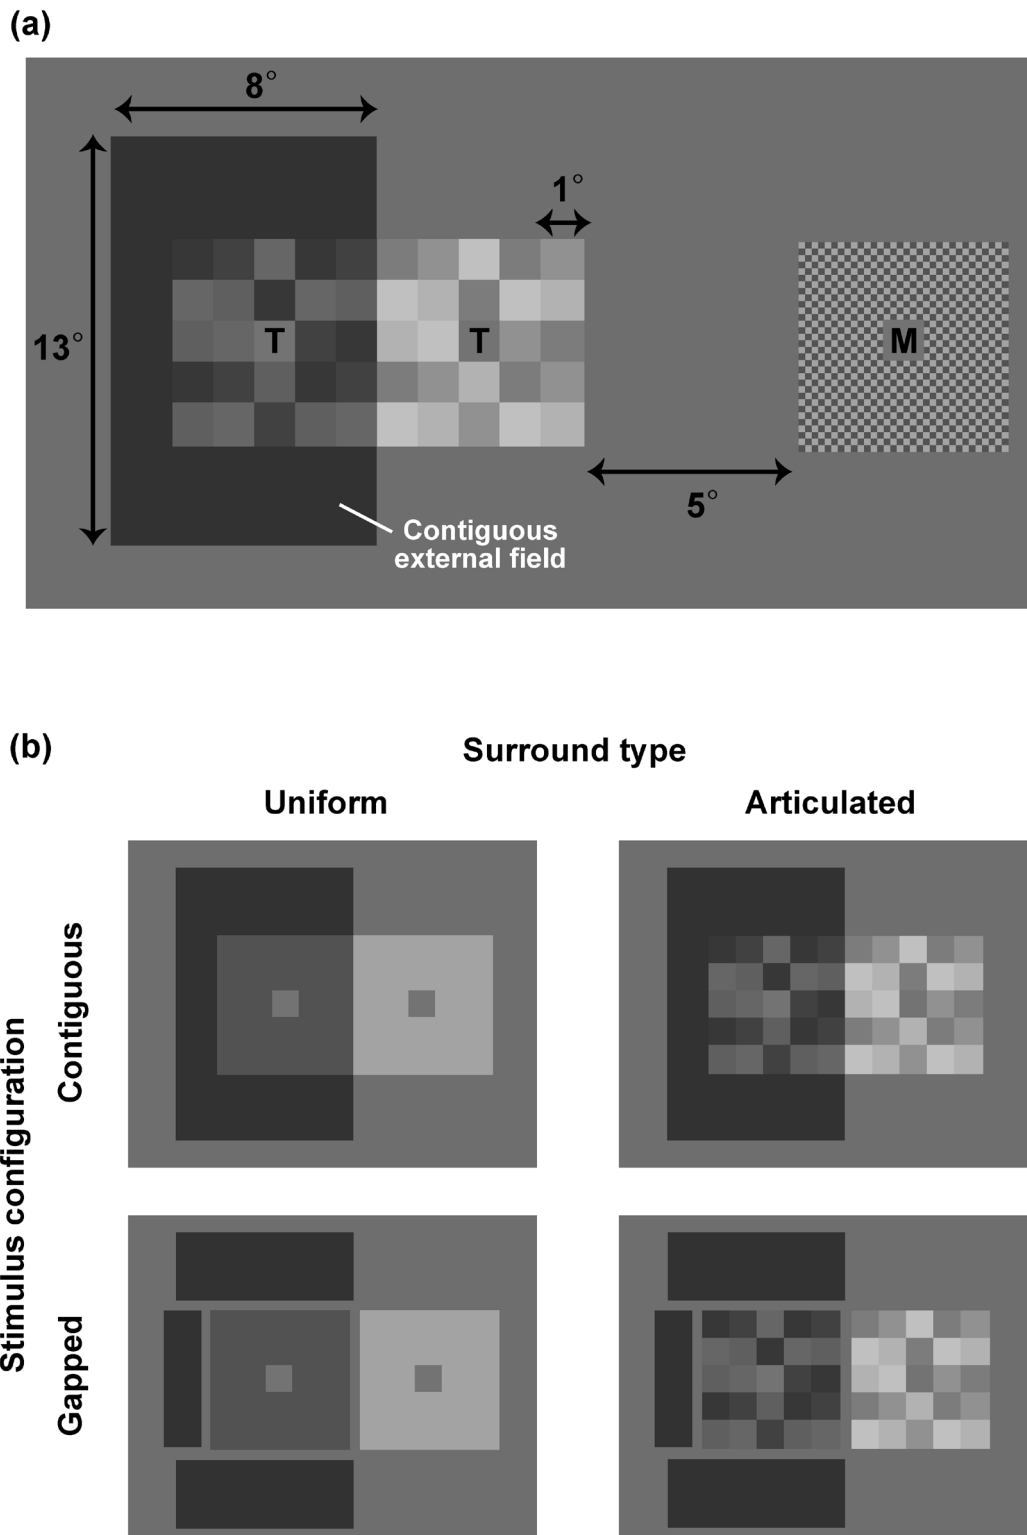 (a)
8°
1°
13°
T
T
M
5°
Contiguous
external field
(b)
Surround type
Uniform
Articulated
Stimulus configuration
Contiguous
Gapped